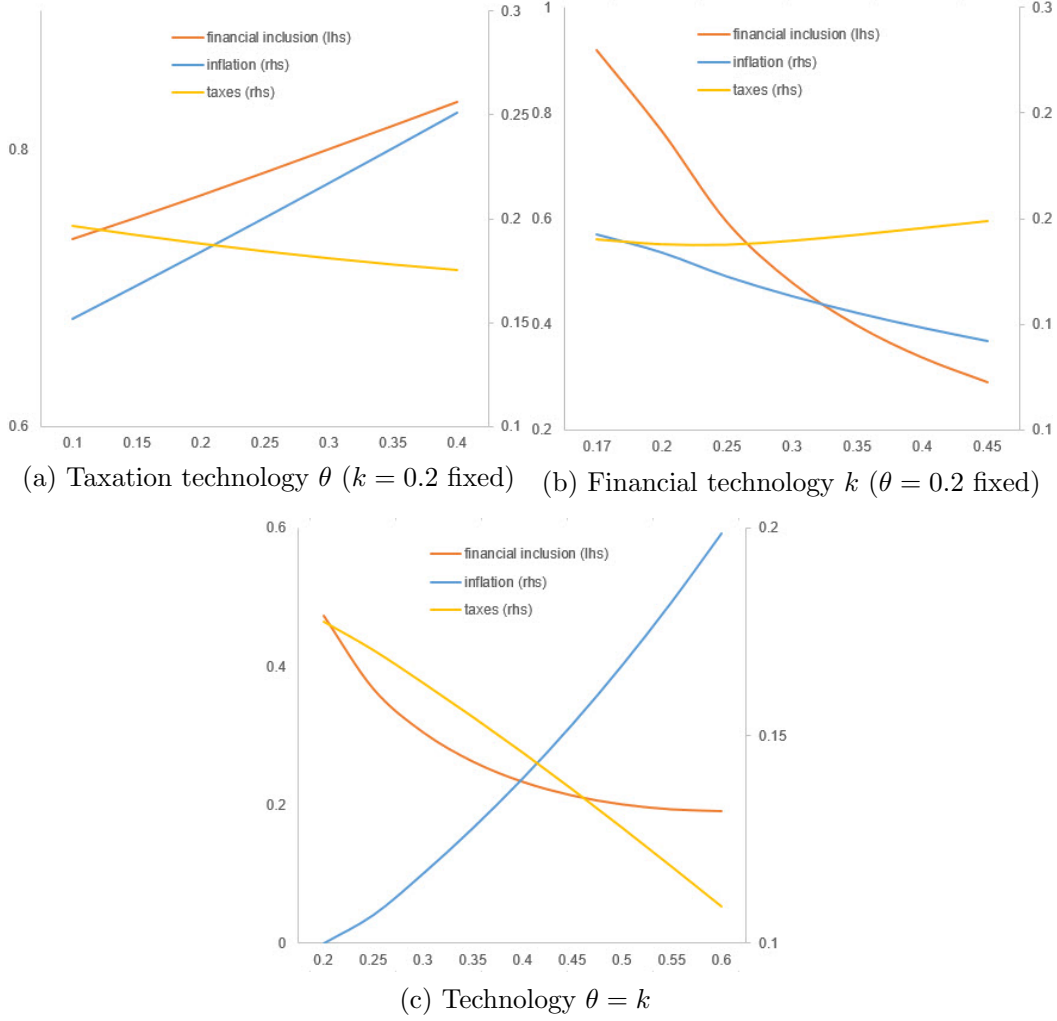 1
0.3
0.3
financial inclusion (lhs)
inflation (rhs)
taxes (rhs)
0.25
0.8
0.2
0.15
0.6
0.1
0.1 0.15 0.2 0.25 0.3 0.35 0.4
(a) Taxation technology θ (k = 0.2 fixed)
financial inclusion (lhs)
inflation (rhs)
taxes (rhs)
0.8
0.2
0.6
0.2
0.4
0.1
0.2
0.1
0.17 0.2 0.25 0.3 0.35 0.4 0.45
(b) Financial technology k (θ = 0.2 fixed)
0.6
0.2
financial inclusion (lhs)
inflation (rhs)
taxes (rhs)
0.4
0.15
0.2
0
0.1
0.2 0.25 0.3 0.35 0.4 0.45 0.5 0.55 0.6
(c) Technology θ = k